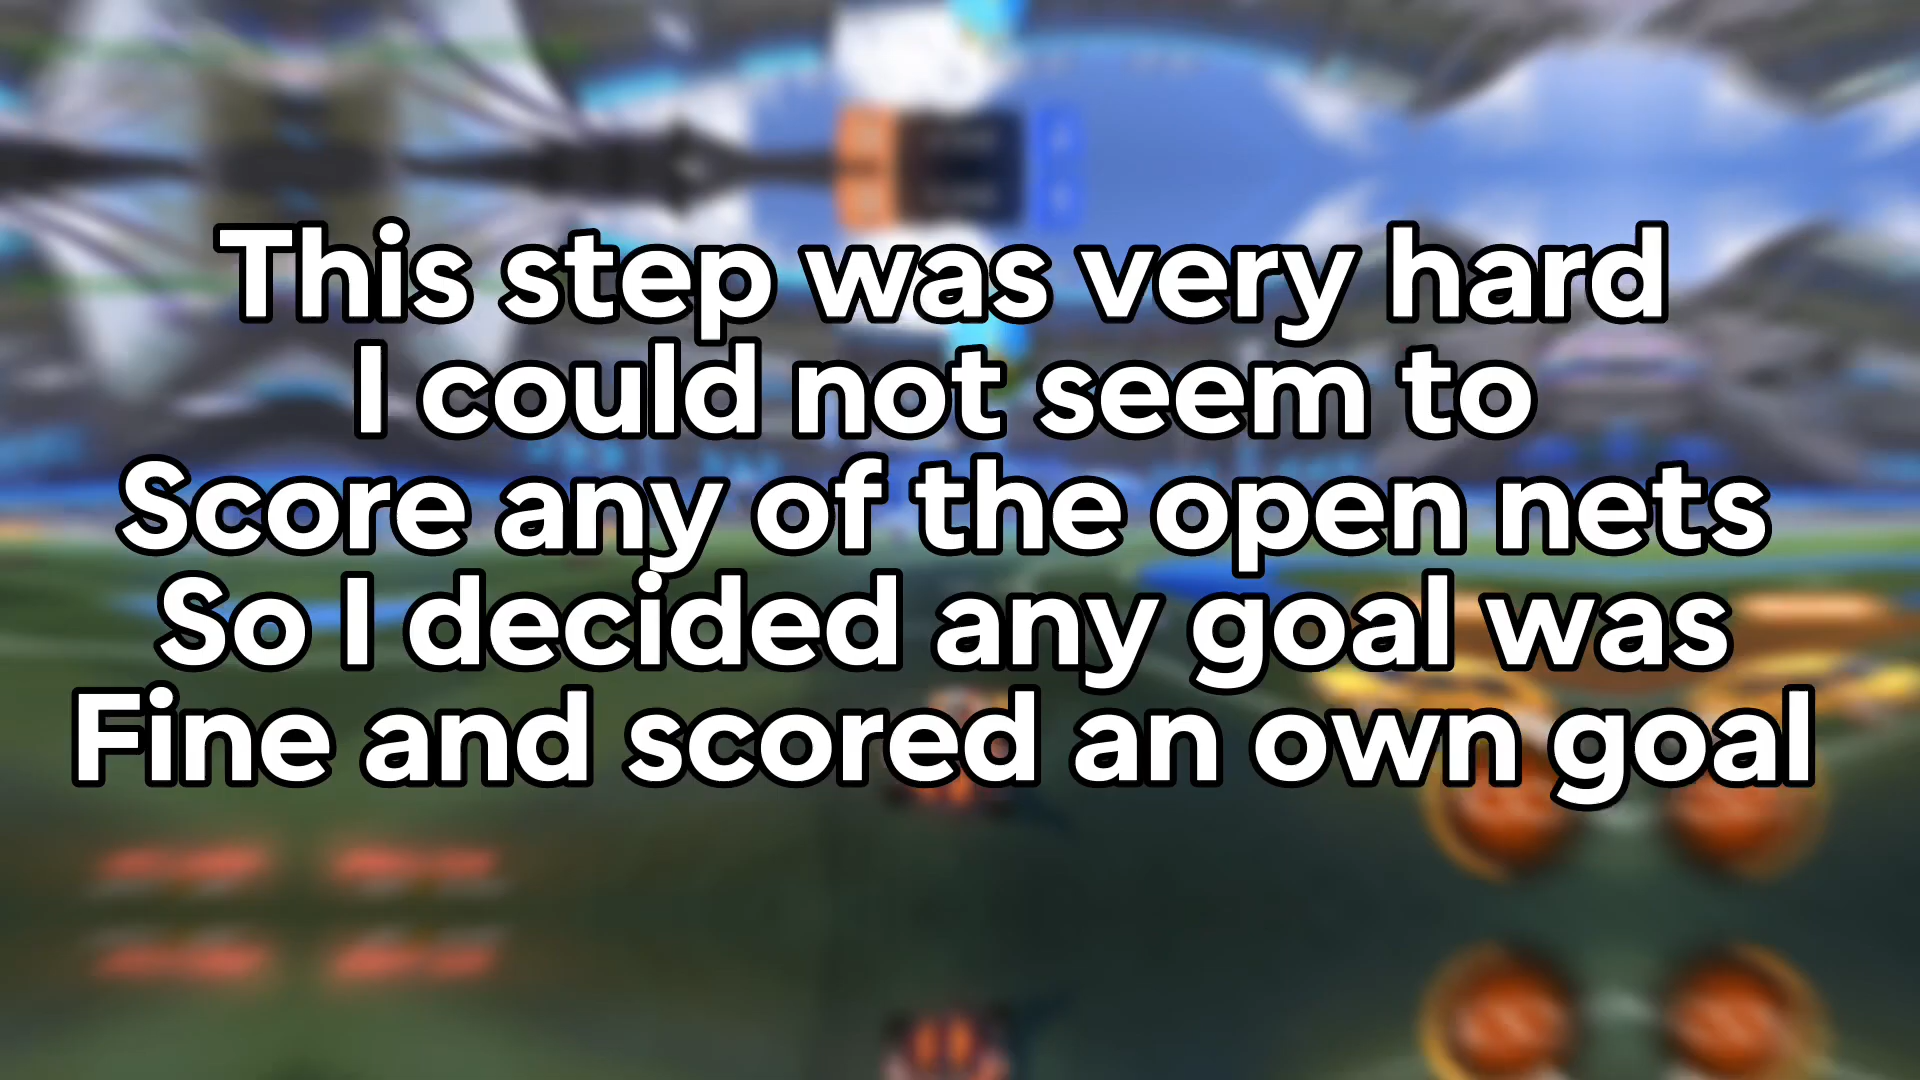 This step was very hard
I could not seem to
Score any of the open nets
So I decided any goal was
Fine and scored an own goal